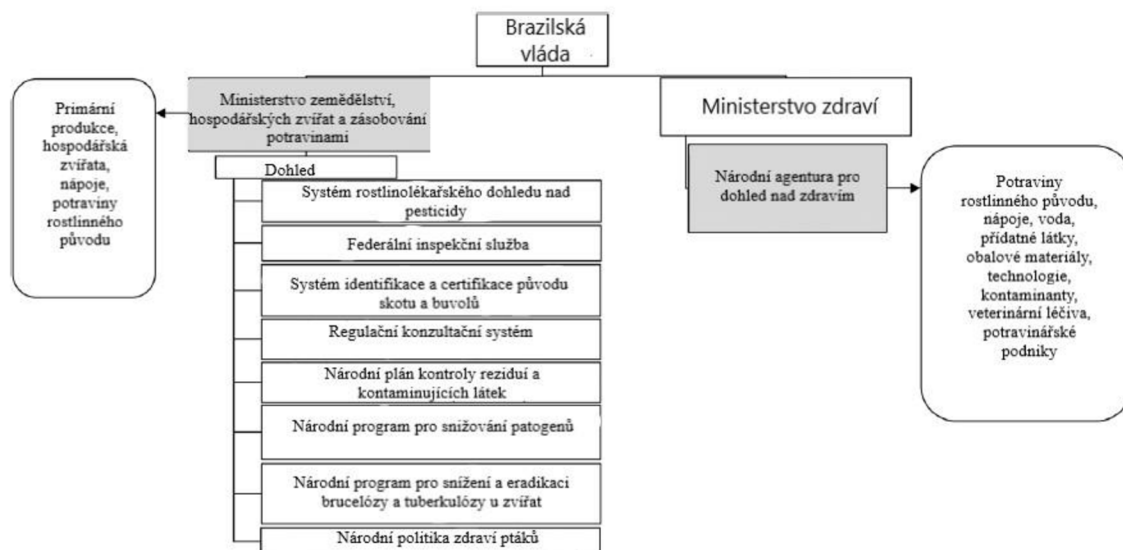 Brazilská
vláda
Primární
produkce,
hospodářská
zvířata,
nápoje,
potraviny
rostlinného
původu
Ministerstvo zemědělství,
hospodářských zvířat a zásobování
potravinami
Ministerstvo zdraví
Dohled
Systém rostlinolékařského dohledu nad
pesticidy
Federální inspekční služba
Systém identifikace a certifikace původu
skotu a buvolů
Regulační konzultační systém
Národní plán kontroly reziduí a
kontaminujících látek
Národní program pro snižování patogenů
Národní program pro snížení a eradikaci
brucelózy a tuberkulózy u zvířat
Národní politika zdraví ptáků
Národní agentura pro
dohled nad zdravím
Potraviny
rostlinného původu,
nápoje, voda,
přídatné látky,
obalové materiály,
technologie,
kontaminanty,
veterinární léčiva,
potravinářské
podniky